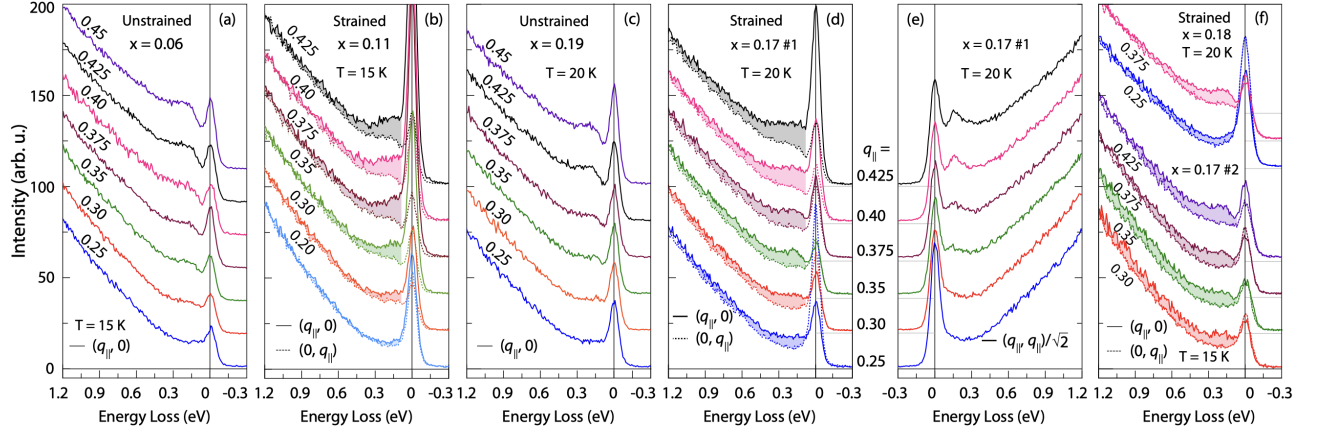 Intensity (arb. u.)
200
150
100
50
0
Unstrained
(a)
x = 0.06
0.45
0.425
0.40
0.375
0.35
0.30
0.25
T = 15 K
(q||, 0)
1.2 0.9 0.6 0.3 0 -0.3
Energy Loss (eV)
Strained
(b)
x = 0.11
T = 15 K
0.425
0.40
0.375
0.35
0.30
0.20
(q||, 0)
(0, q||)
1.2 0.9 0.6 0.3 0 -0.3
Energy Loss (eV)
Unstrained
(c)
x = 0.19
T = 20 K
0.45
0.425
0.375
0.35
0.30
0.25
(q||, 0)
1.2 0.9 0.6 0.3 0 -0.3
Energy Loss (eV)
Strained
(d)
x = 0.17 #1
T = 20 K
(q||, 0)
(0, q||)
1.2 0.9 0.6 0.3 0 -0.3
Energy Loss (eV)
q|| =
0.425
0.40
0.375
0.35
0.30
0.25
(e)
x = 0.17 #1
T = 20 K
(q||, q||)/√2
-0.3 0 0.3 0.6 0.9 1.2
Energy Loss (eV)
Strained
(f)
x = 0.18
T = 20 K
0.375
0.25
x = 0.17 #2
0.425
0.375
0.35
0.30
(q||, 0)
(0, q||)
T = 15 K
1.2 0.9 0.6 0.3 0 -0.3
Energy Loss (eV)